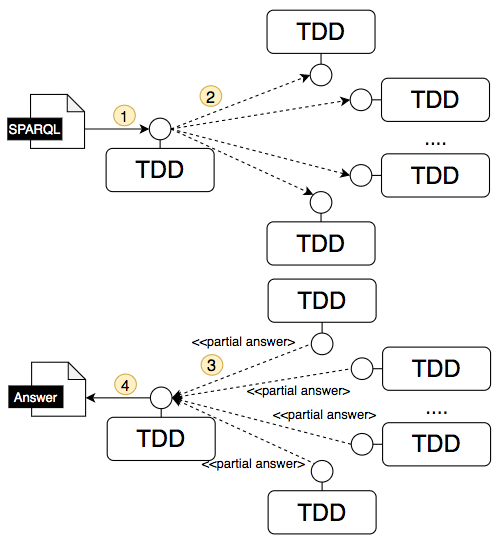 TDD
2
TDD
1
SPARQL
....
TDD
TDD
TDD
TDD
<<partial answer>
3
TDD
4
<<partial answer>
Answer
....
<<partial answer>
TDD
TDD
<<partial answer>
TDD